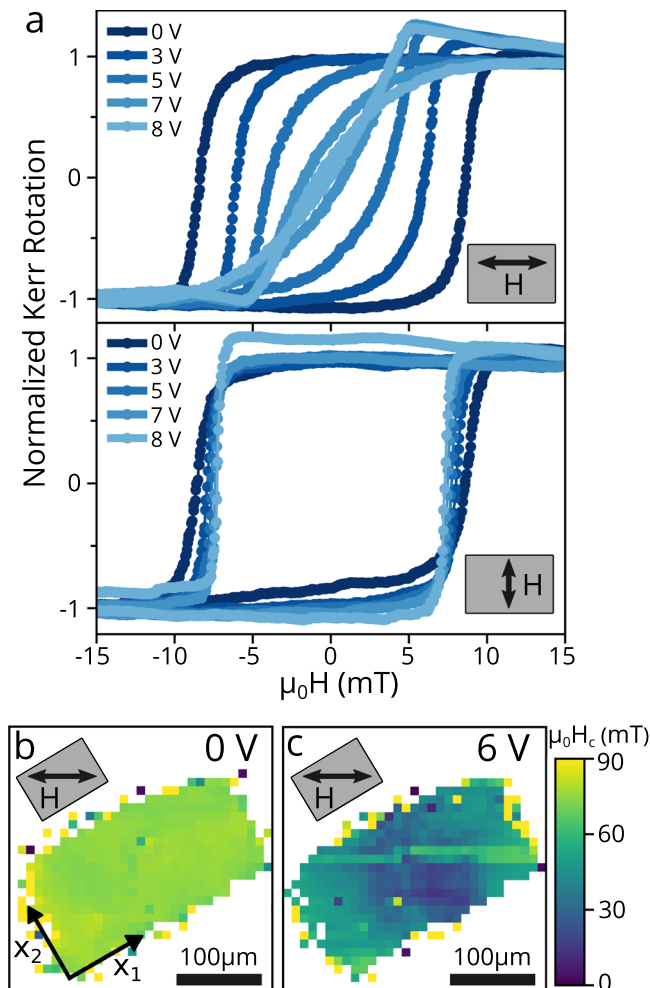 a
Normalized Kerr Rotation
1
0
-1
0 V
3 V
5 V
7 V
8 V
H
1
0
-1
0 V
3 V
5 V
7 V
8 V
H
-15
-10
-5
0
5
10
15
μ₀H (mT)
b
0 V
H
x₂
x₁
100μm
c
6 V
H
100μm
μ₀H꜀ (mT)
90
60
30
0